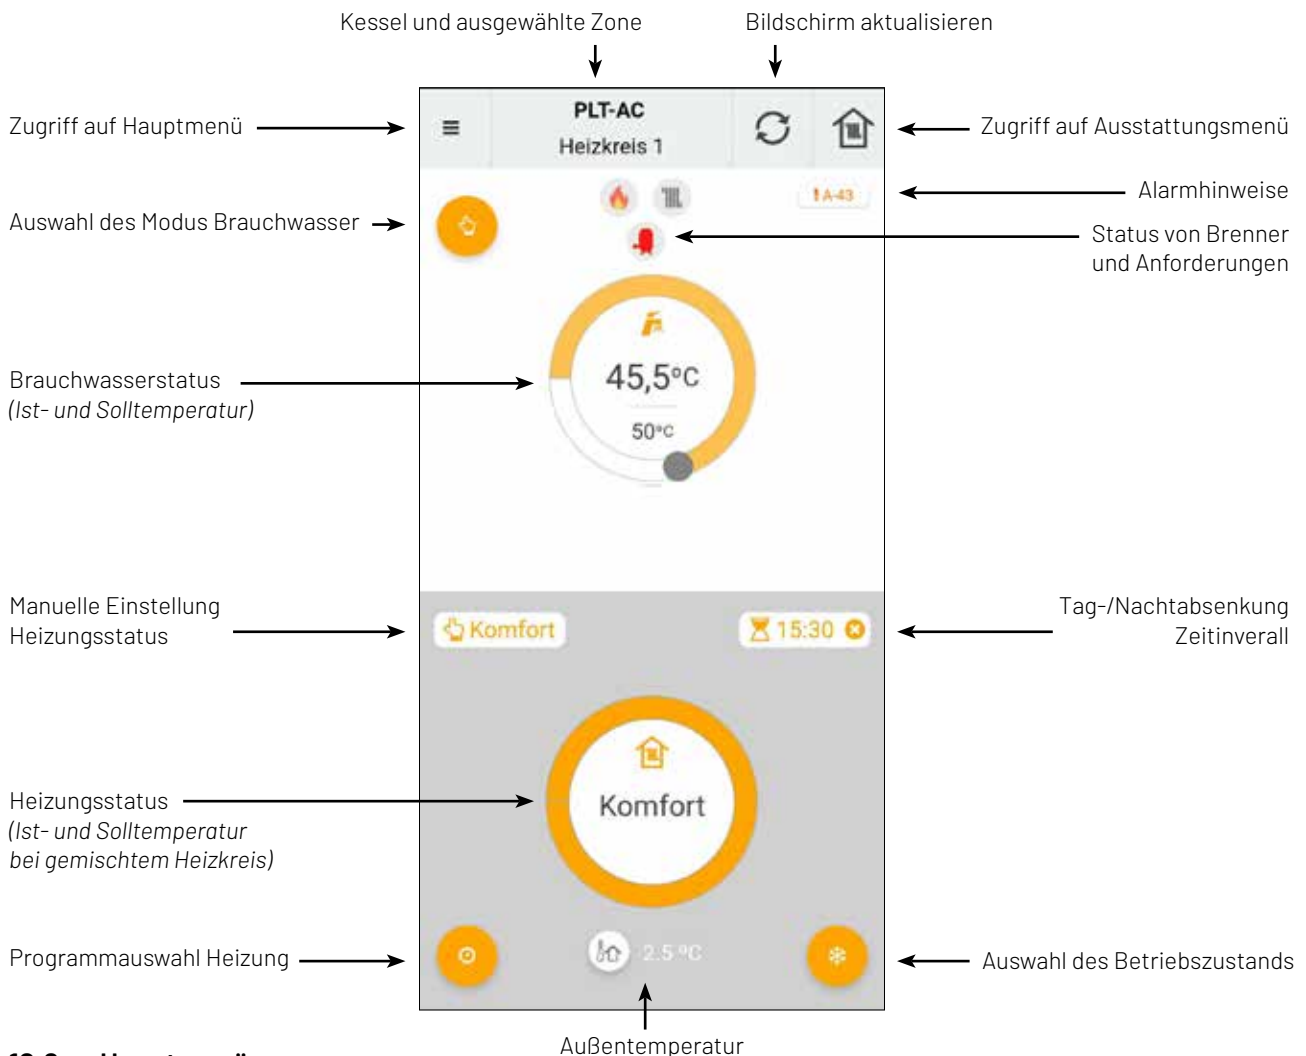 Kessel und ausgewählte Zone
Bildschirm aktualisieren
Zugriff auf Hauptmenü
PLT-AC
Heizkreis 1
Zugriff auf Ausstattungsmenü
A-43
Alarmhinweise
Auswahl des Modus Brauchwasser
Status von Brenner
und Anforderungen
45,5°C
50°C
Brauchwasserstatus
(Ist- und Solltemperatur)
Manuelle Einstellung
Heizungsstatus
Komfort
15:30
Tag-/Nachtabsenkung
Zeitinverall
Komfort
Heizungsstatus
(Ist- und Solltemperatur
bei gemischtem Heizkreis)
Programmauswahl Heizung
2.5 °C
Auswahl des Betriebszustands
Außentemperatur